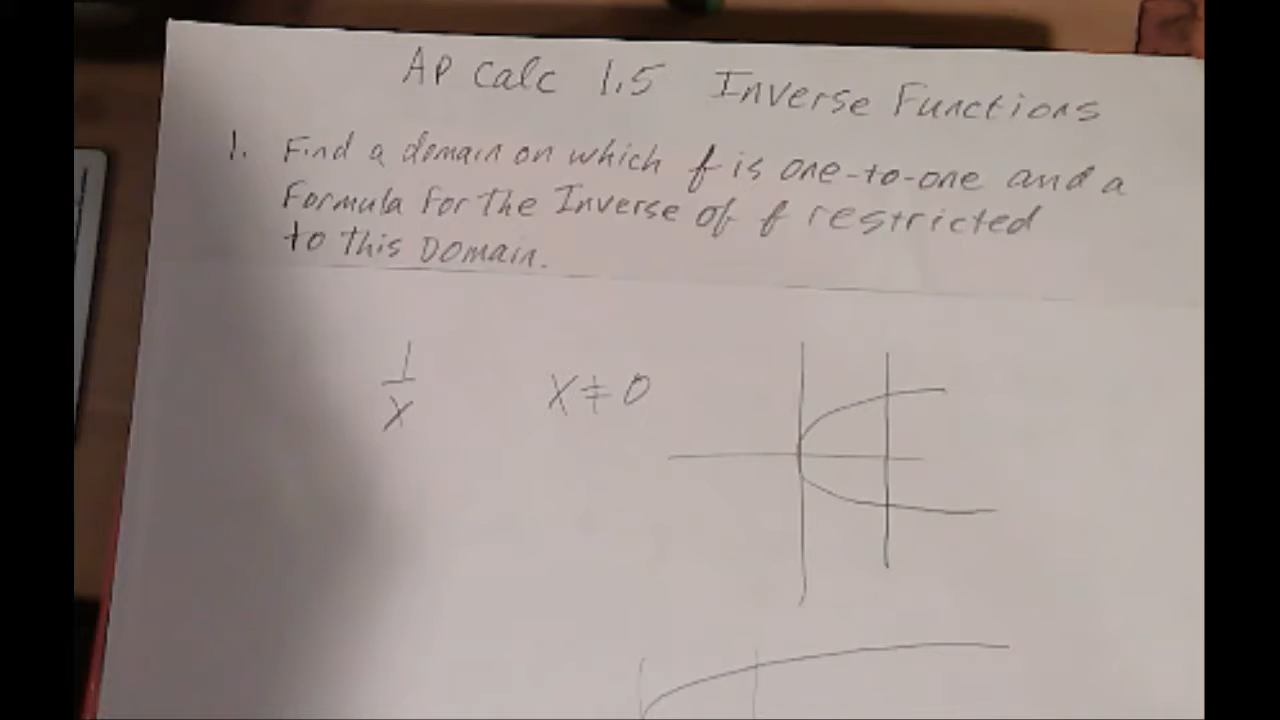 AP Calc 1.5 Inverse Functions
1. Find a domain on which f is one-to-one and a
Formula For The Inverse of f restricted
to This Domain.
1
x
x ≠ 0